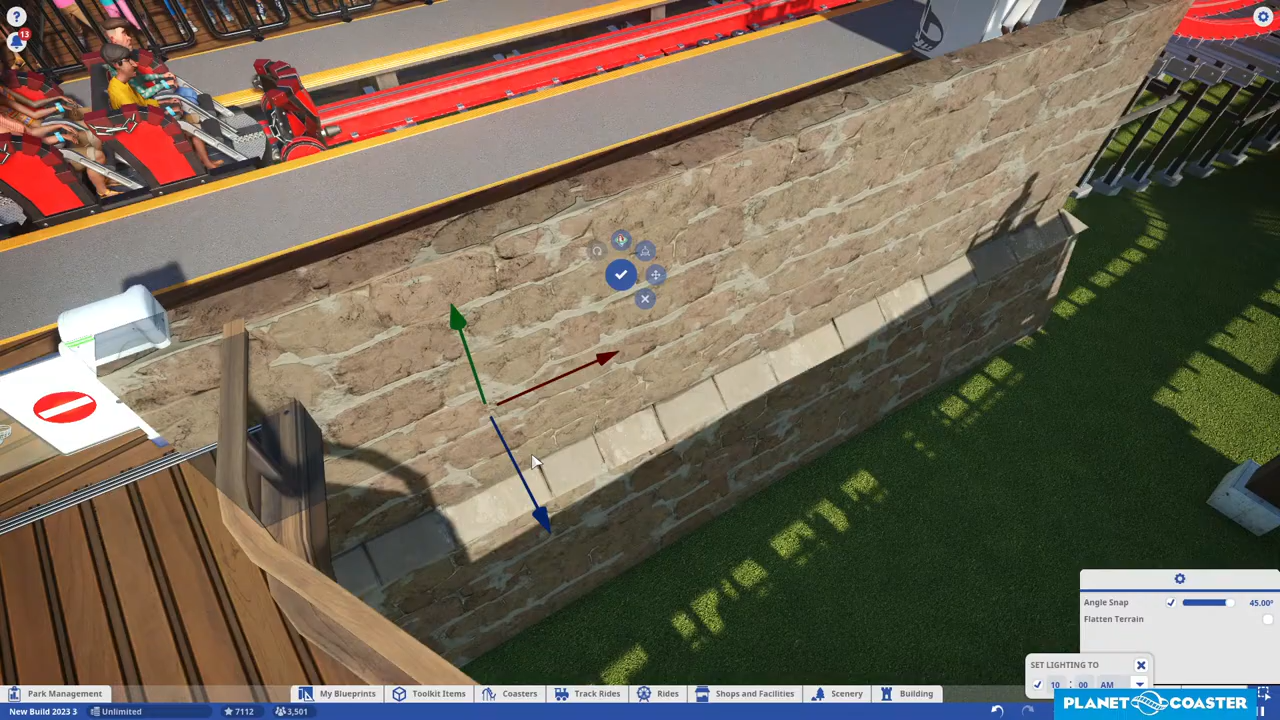 ?
13
Angle Snap 45.00°
Flatten Terrain
SET LIGHTING TO
10 : 00 AM
Park Management
My Blueprints
Toolkit Items
Coasters
Track Rides
Rides
Shops and Facilities
Scenery
Building
New Build 2023 3
Unlimited
7112
3,501
PLANET COASTER